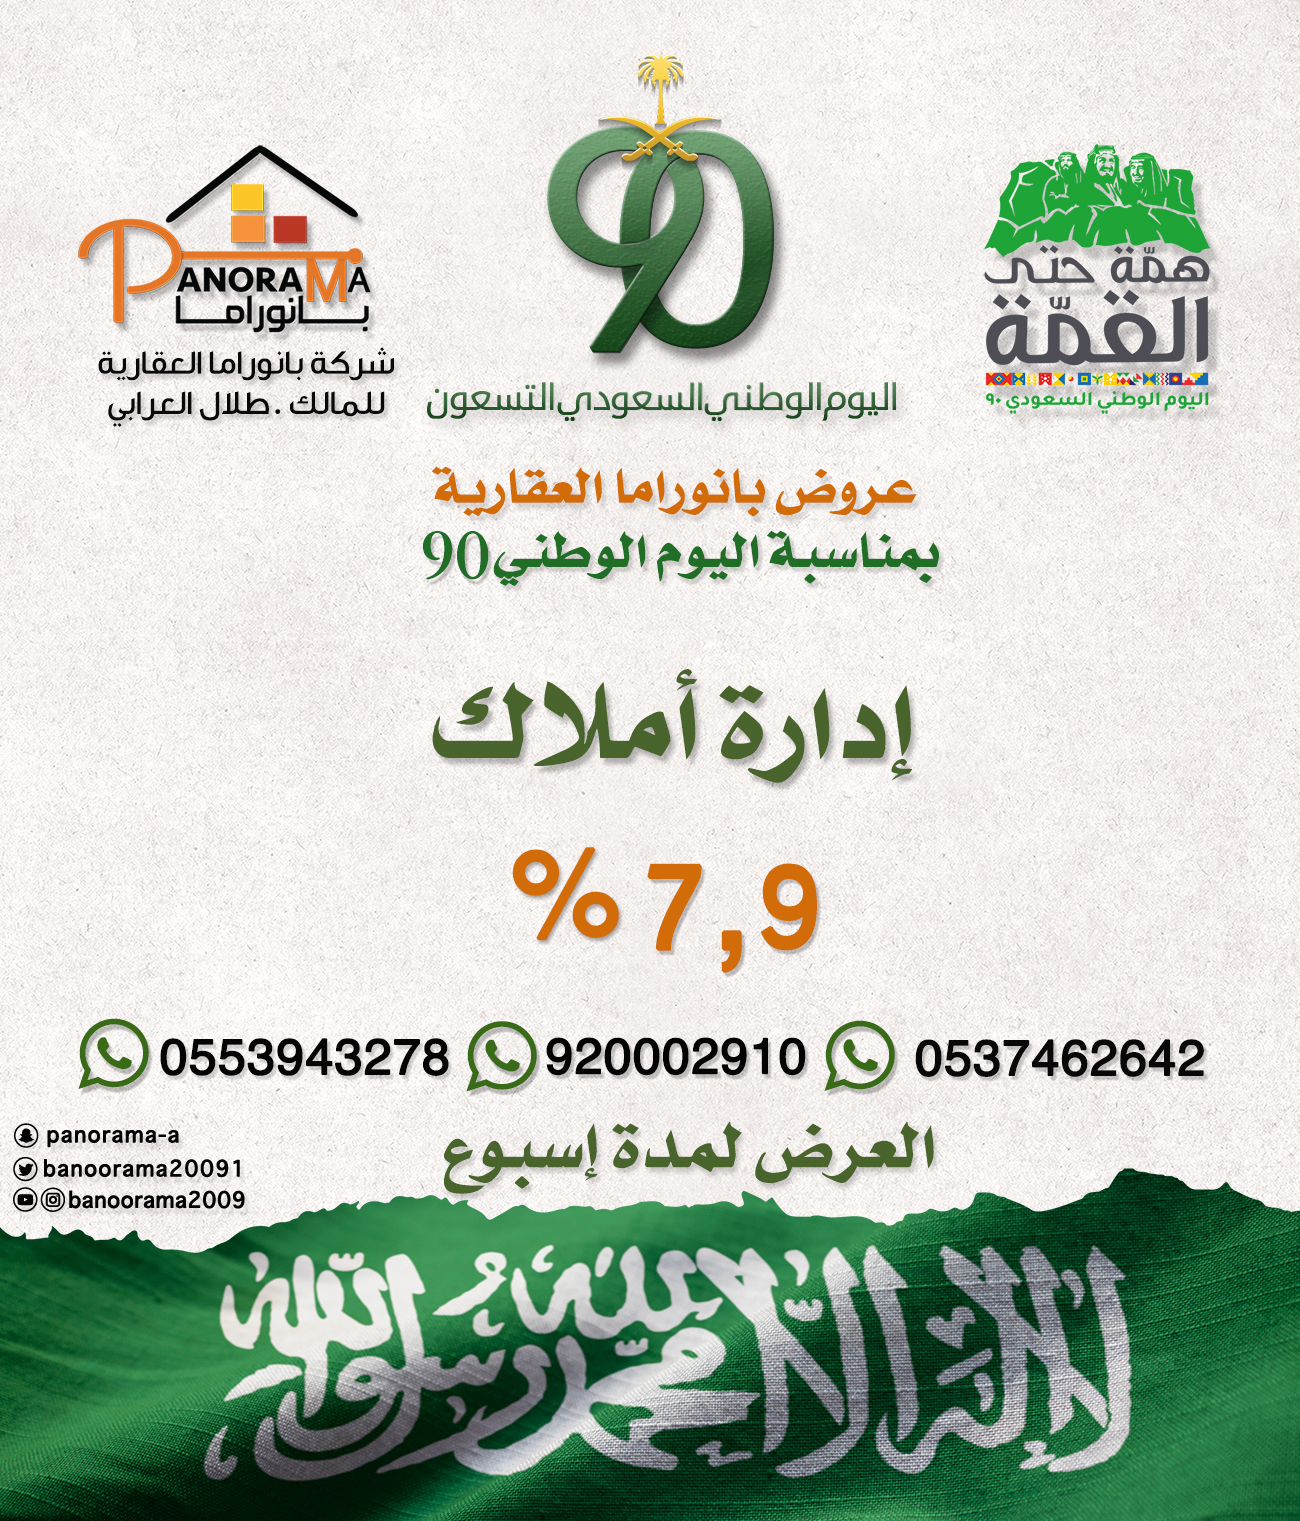 همّة حتى
القمّة
اليوم الوطني السعودي ٩٠
90
اليوم الوطني السعودي التسعون
PANORAMA
بانوراما
شركة بانوراما العقارية
للمالك . طلال العرابي
عروض بانوراما العقارية
بمناسبة اليوم الوطني 90
إدارة أملاك
% 7,9
0553943278
920002910
0537462642
العرض لمدة إسبوع
panorama-a
banoorama20091
banoorama2009
لا إله إلا الله محمد رسول الله